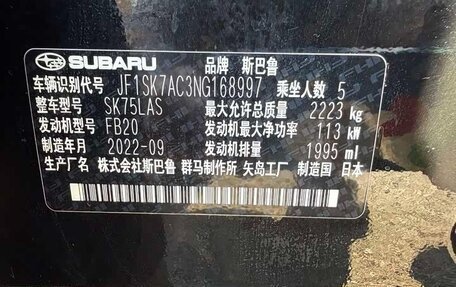 SUBARU 品牌 斯巴鲁
车辆识别代号 JF1SK7AC3NG168997 乘坐人数 5
整车型号 SK75LAS 最大允许总质量 2223 kg
发动机型号 FB20 发动机最大净功率 113 kW
制造年月 2022-09 发动机排量 1995 ml
生产厂名 株式会社斯巴鲁 群马制作所 矢岛工厂 制造国 日本